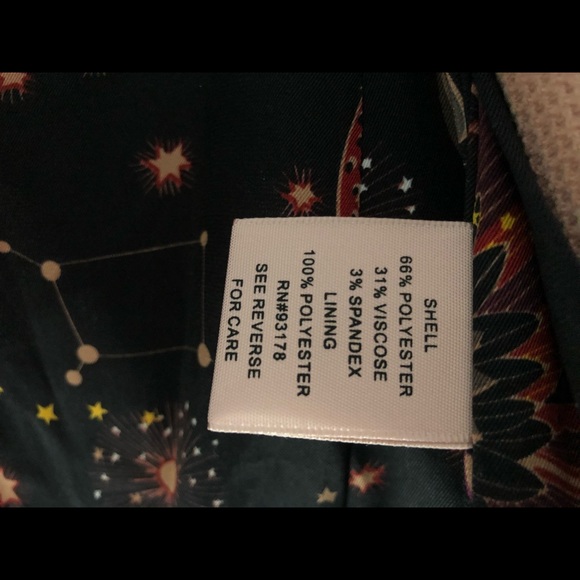 SHELL
66% POLYESTER
31% VISCOSE
3% SPANDEX
LINING
100% POLYESTER
RN#93178
SEE REVERSE
FOR CARE